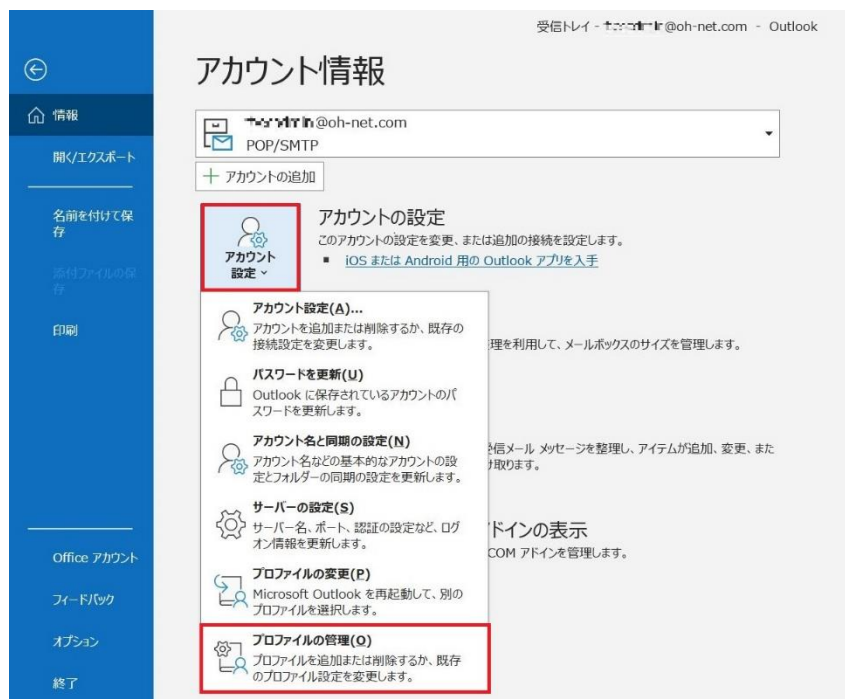 受信トレイ - @oh-net.com - Outlook
アカウント情報
情報
開く/エクスポート
名前を付けて保
存
添付ファイルの保
存
印刷
Office アカウント
フィードバック
オプション
終了
@oh-net.com
POP/SMTP
アカウントの追加
アカウント
設定
アカウントの設定
このアカウントの設定を変更、または追加の接続を設定します。
■ iOS または Android 用の Outlook アプリを入手
アカウント設定(A)...
アカウントを追加または削除するか、既存の
接続設定を変更します。
理を利用して、メールボックスのサイズを管理します。
パスワードを更新(U)
Outlook に保存されているアカウントのパ
スワードを更新します。
アカウント名と同期の設定(N)
アカウント名などの基本的なアカウントの設
定とフォルダーの同期の設定を更新します。
受信メール メッセージを整理し、アイテムが追加、変更、また
け取ります。
サーバーの設定(S)
サーバー名、ポート、認証の設定など、ログ
オン情報を更新します。
ドインの表示
COM アドインを管理します。
プロファイルの変更(P)
Microsoft Outlook を再起動して、別の
プロファイルを選択します。
プロファイルの管理(O)
プロファイルを追加または削除するか、既存
のプロファイル設定を変更します。